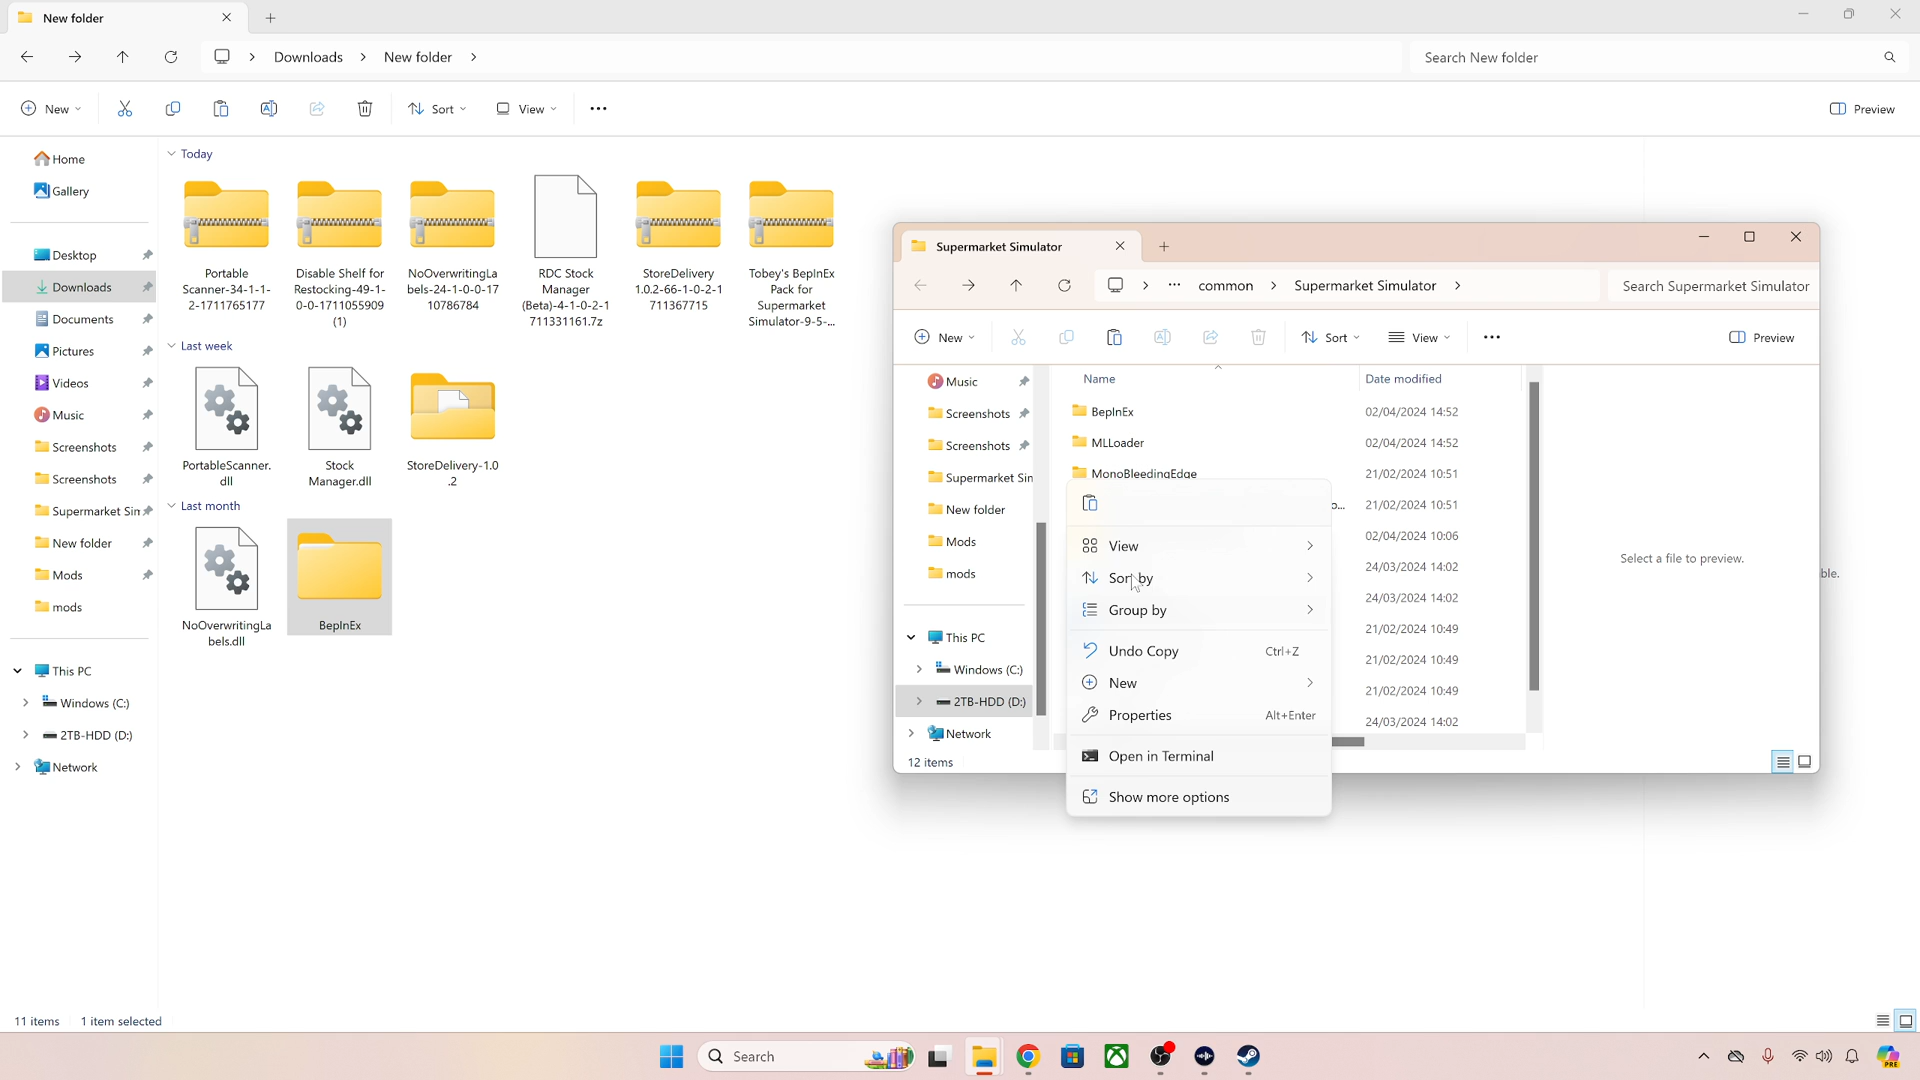 New folder
Downloads
New folder
Search New folder
New
Sort
View
Preview
Home
Gallery
Desktop
Downloads
Documents
Pictures
Videos
Music
Screenshots
Screenshots
Supermarket Sim
New folder
Mods
mods
This PC
Windows (C:)
2TB-HDD (D:)
Network
Today
Portable
Scanner-34-1-1-
2-1711765177
Disable Shelf for
Restocking-49-1-
0-0-1711055909
(1)
NoOverwritingLa
bels-24-1-0-0-17
10786784
RDC Stock
Manager
(Beta)-4-1-0-2-1
711331161.7z
StoreDelivery
1.0.2-66-1-0-2-1
711367715
Tobey's BepInEx
Pack for
Supermarket
Simulator-9-5-...
Last week
PortableScanner.
dll
Stock
Manager.dll
StoreDelivery-1.0
.2
Last month
NoOverwritingLa
bels.dll
BepInEx
11 items
1 item selected
Supermarket Simulator
common
Supermarket Simulator
Search Supermarket Simulator
New
Sort
View
Preview
Music
Screenshots
Screenshots
Supermarket Sim
New folder
Mods
mods
This PC
Windows (C:)
2TB-HDD (D:)
Network
Name
Date modified
BepInEx
02/04/2024 14:52
MLLoader
02/04/2024 14:52
MonoBleedingEdge
21/02/2024 10:51
o...
21/02/2024 10:51
02/04/2024 10:06
24/03/2024 14:02
24/03/2024 14:02
21/02/2024 10:49
21/02/2024 10:49
21/02/2024 10:49
24/03/2024 14:02
Select a file to preview.
ble.
12 items
View
Sort by
Group by
Undo Copy Ctrl+Z
New
Properties Alt+Enter
Open in Terminal
Show more options
Search
PRE